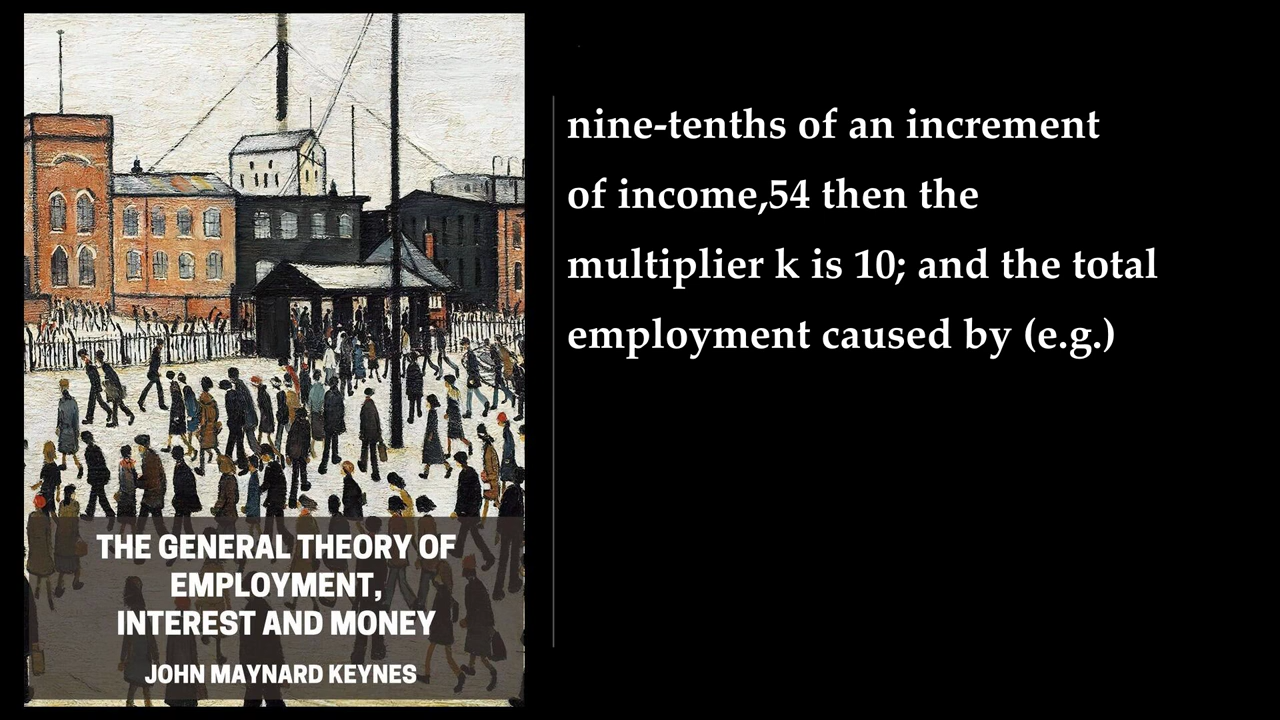 THE GENERAL THEORY OF
EMPLOYMENT,
INTEREST AND MONEY
JOHN MAYNARD KEYNES
nine-tenths of an increment
of income,54 then the
multiplier k is 10; and the total
employment caused by (e.g.)